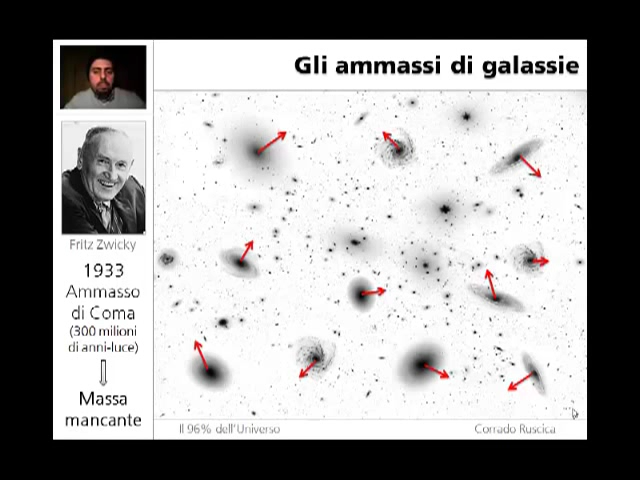 Gli ammassi di galassie
Fritz Zwicky
1933
Ammasso
di Coma
(300 milioni
di anni-luce)
Massa
mancante
Il 96% dell'Universo
Corrado Ruscica